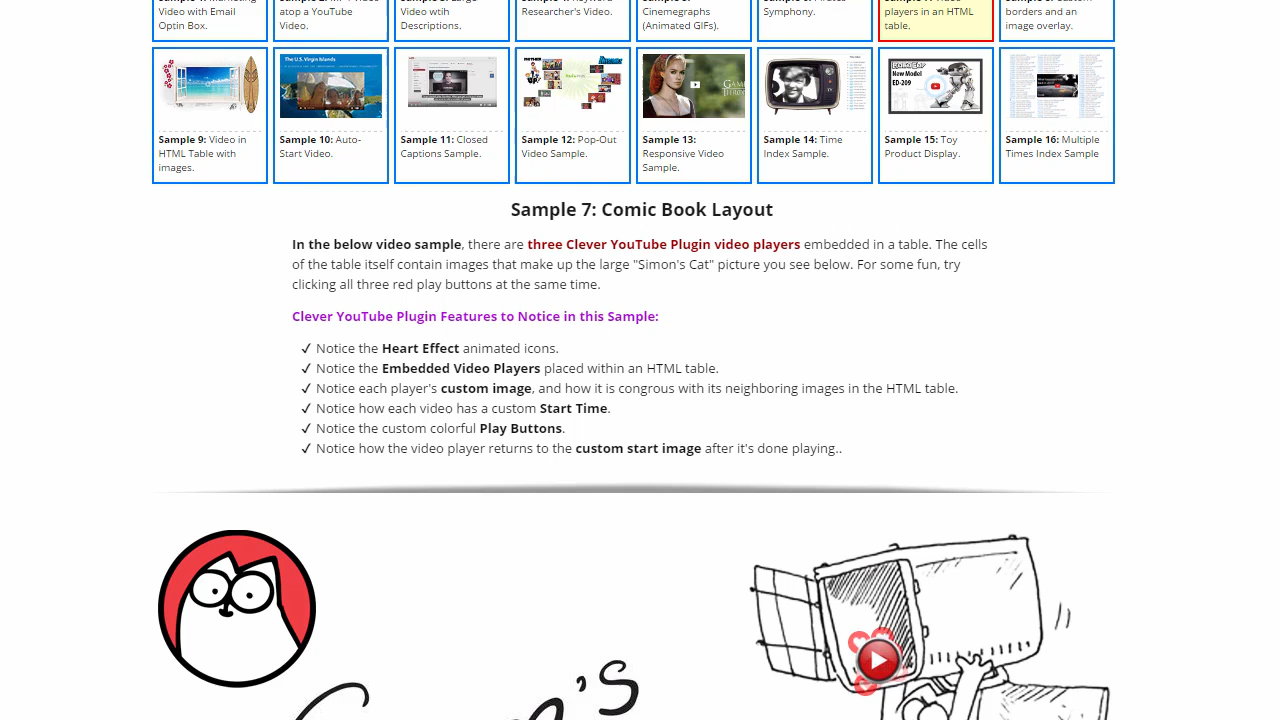 Video with Email
Optin Box.
atop a YouTube
Video.
Video wtih
Descriptions.
Researcher's Video.
Cinemegraphs
(Animated GIFs).
Symphony.
players in an HTML
table.
borders and an
image overlay.
The U.S. Virgin Islands
Sample 9: Video in
HTML Table with
images.
Sample 10: Auto-
Start Video.
Sample 11: Closed
Captions Sample.
Sample 12: Pop-Out
Video Sample.
Sample 13:
Responsive Video
Sample.
Sample 14: Time
Index Sample.
New Model
ED-209
Sample 15: Toy
Product Display.
Sample 16: Multiple
Times Index Sample
Sample 7: Comic Book Layout
In the below video sample, there are three Clever YouTube Plugin video players embedded in a table. The cells
of the table itself contain images that make up the large "Simon's Cat" picture you see below. For some fun, try
clicking all three red play buttons at the same time.
Clever YouTube Plugin Features to Notice in this Sample:
✓ Notice the Heart Effect animated icons.
✓ Notice the Embedded Video Players placed within an HTML table.
✓ Notice each player's custom image, and how it is congrous with its neighboring images in the HTML table.
✓ Notice how each video has a custom Start Time.
✓ Notice the custom colorful Play Buttons.
✓ Notice how the video player returns to the custom start image after it's done playing..